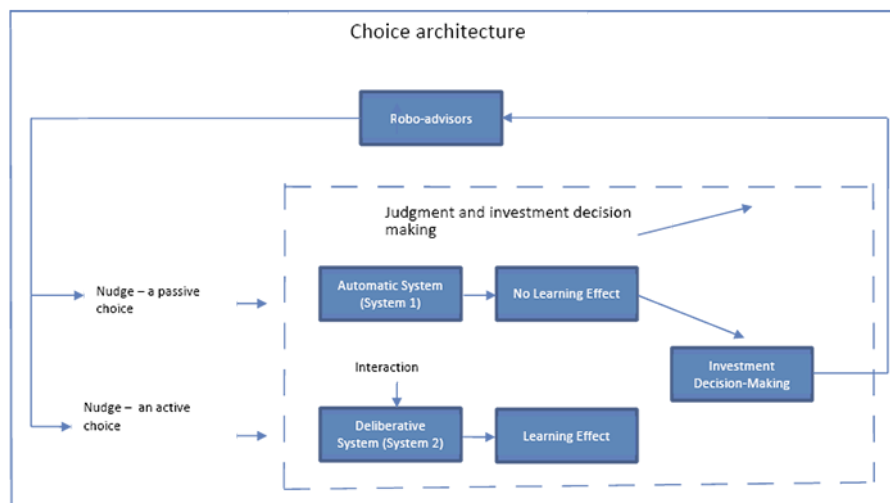 Choice architecture
Robo-advisors
Judgment and investment decision
making
Nudge – a passive
choice
Automatic System
(System 1)
No Learning Effect
Investment
Decision-Making
Interaction
Nudge – an active
choice
Deliberative
System (System 2)
Learning Effect